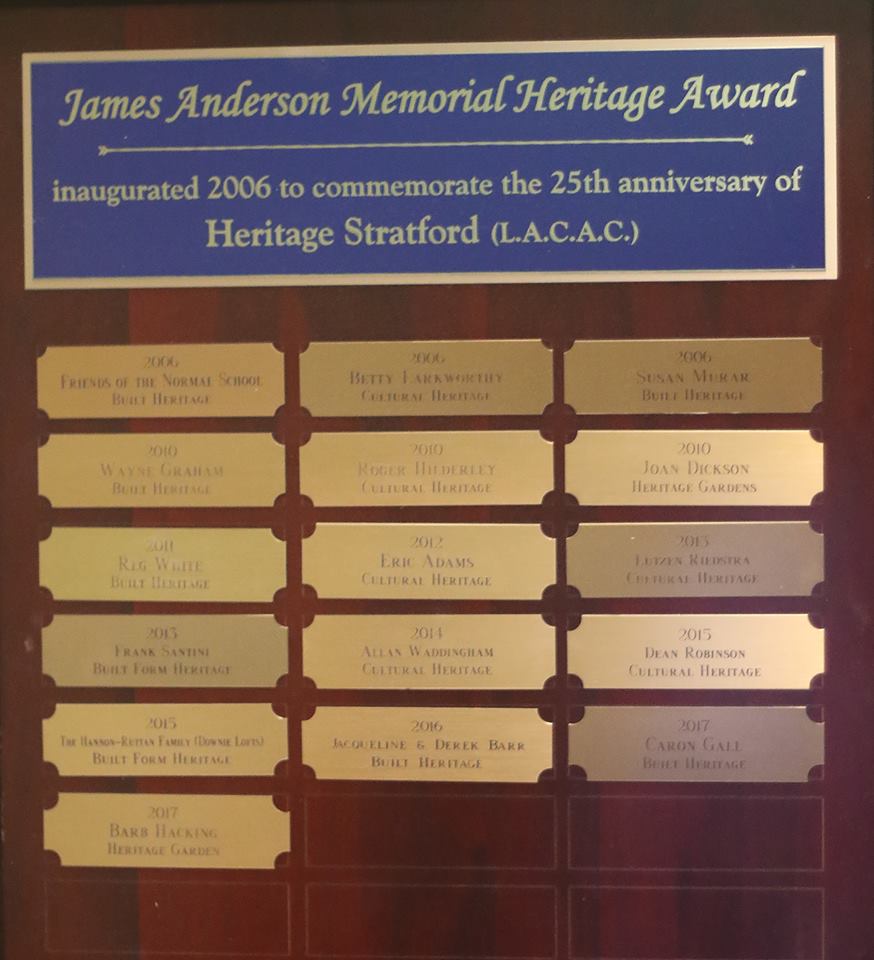 James Anderson Memorial Heritage Award
inaugurated 2006 to commemorate the 25th anniversary of
Heritage Stratford (L.A.C.A.C.)
2006
Friends of the Normal School
Built Heritage
2006
Betty
Cultural Heritage
2006
Susan Murar
Built Heritage
2010
Wayne Graham
Built Heritage
2010
Roger Hilderley
Cultural Heritage
2010
Joan Dickson
Heritage Gardens
2011
Reg White
Built Heritage
2012
Eric Adams
Cultural Heritage
2013
Riedstra
Cultural Heritage
2013
Frank Santini
Built Form Heritage
2014
Allan Waddingham
Cultural Heritage
2015
Dean Robinson
Cultural Heritage
2015
The Hannon-Ruttan Family (Downie Lofts)
Built Form Heritage
2016
Jacqueline & Derek Barr
Built Heritage
2017
Caron Gall
Built Heritage
2017
Barb Hacking
Heritage Garden